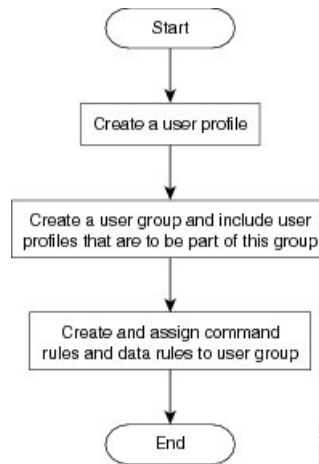 Start
Create a user profile
Create a user group and include user
profiles that are to be part of this group
Create and assign command
rules and data rules to user group
End